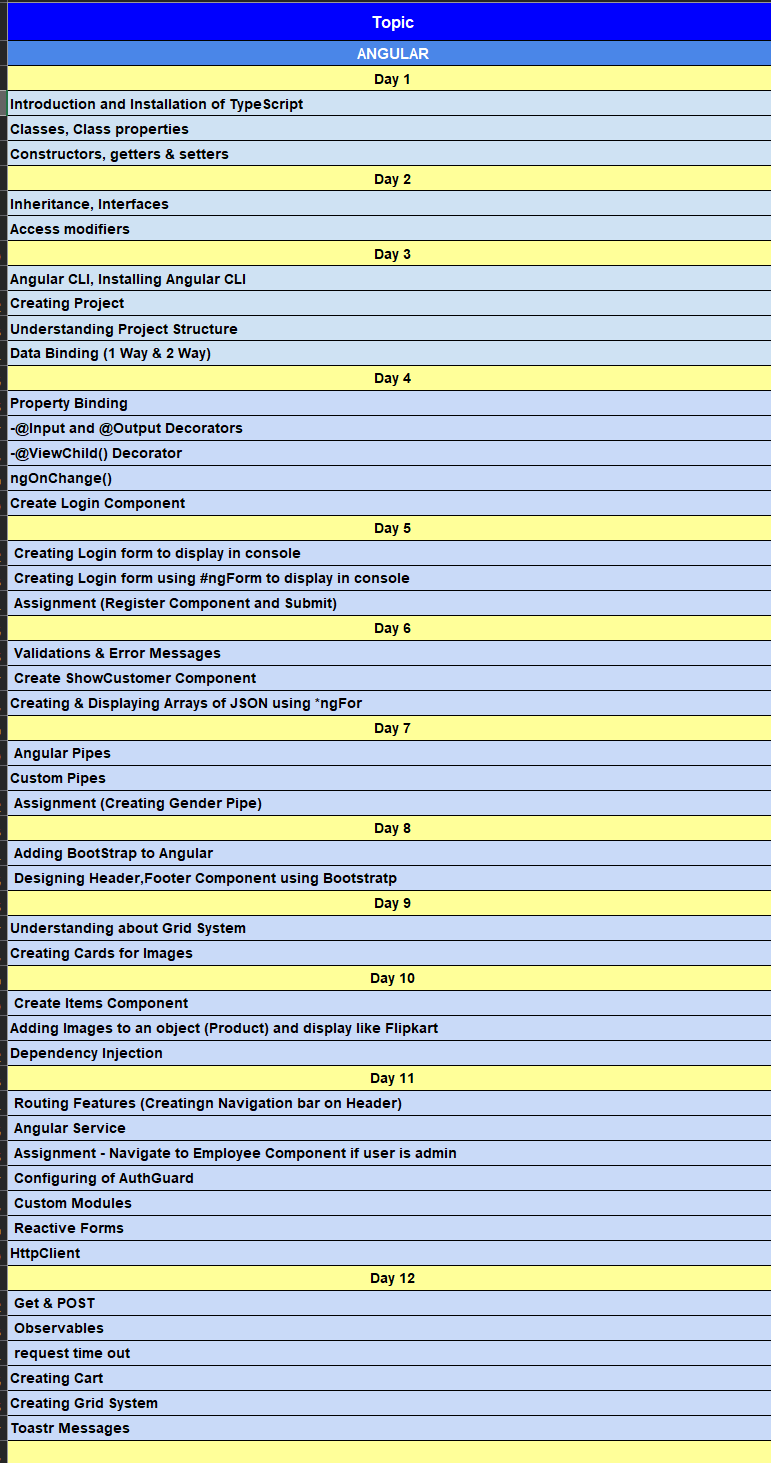 Topic
ANGULAR
Day 1
Introduction and Installation of TypeScript
Classes, Class properties
Constructors, getters & setters
Day 2
Inheritance, Interfaces
Access modifiers
Day 3
Angular CLI, Installing Angular CLI
Creating Project
Understanding Project Structure
Data Binding (1 Way & 2 Way)
Day 4
Property Binding
-@Input and @Output Decorators
-@ViewChild() Decorator
ngOnChange()
Create Login Component
Day 5
Creating Login form to display in console
Creating Login form using #ngForm to display in console
Assignment (Register Component and Submit)
Day 6
Validations & Error Messages
Create ShowCustomer Component
Creating & Displaying Arrays of JSON using *ngFor
Day 7
Angular Pipes
Custom Pipes
Assignment (Creating Gender Pipe)
Day 8
Adding BootStrap to Angular
Designing Header,Footer Component using Bootstratp
Day 9
Understanding about Grid System
Creating Cards for Images
Day 10
Create Items Component
Adding Images to an object (Product) and display like Flipkart
Dependency Injection
Day 11
Routing Features (Creatingn Navigation bar on Header)
Angular Service
Assignment - Navigate to Employee Component if user is admin
Configuring of AuthGuard
Custom Modules
Reactive Forms
HttpClient
Day 12
Get & POST
Observables
request time out
Creating Cart
Creating Grid System
Toastr Messages